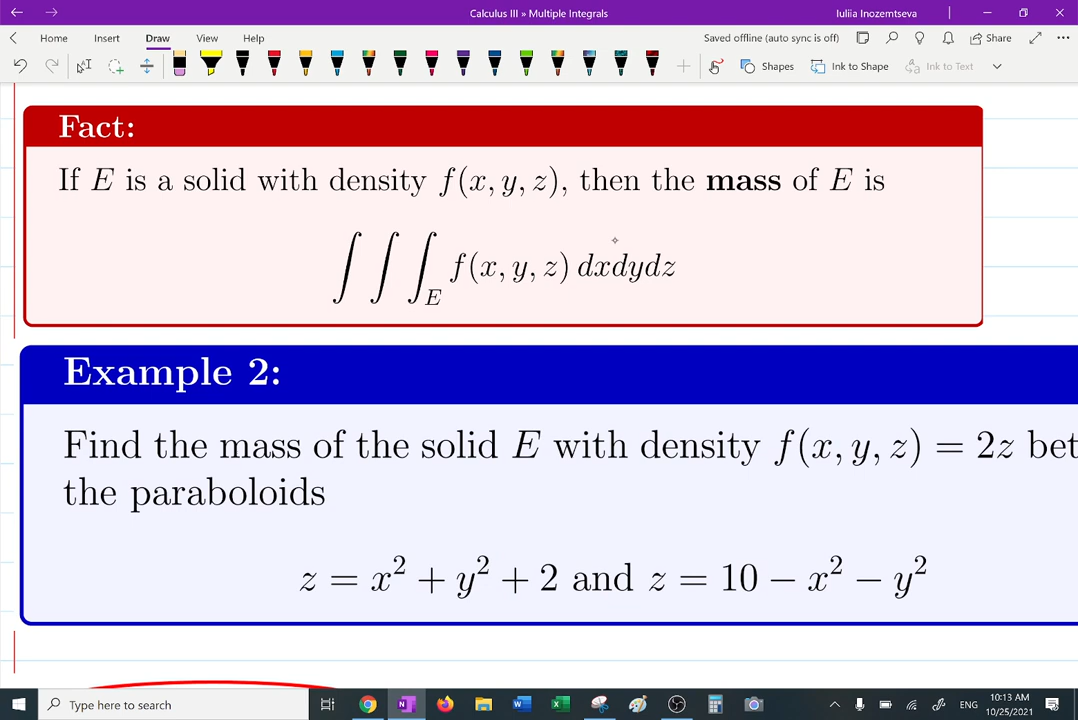 Calculus III » Multiple Integrals
Iuliia Inozemtseva
Home Insert Draw View Help
Saved offline (auto sync is off)
Share
Shapes
Ink to Shape
Ink to Text
Fact:
If E is a solid with density f(x, y, z), then the mass of E is
∫ ∫ ∫_E f(x, y, z) dxdydz
Example 2:
Find the mass of the solid E with density f(x, y, z) = 2z bet
the paraboloids
z = x² + y² + 2 and z = 10 − x² − y²
Type here to search
ENG
10:13 AM
10/25/2021